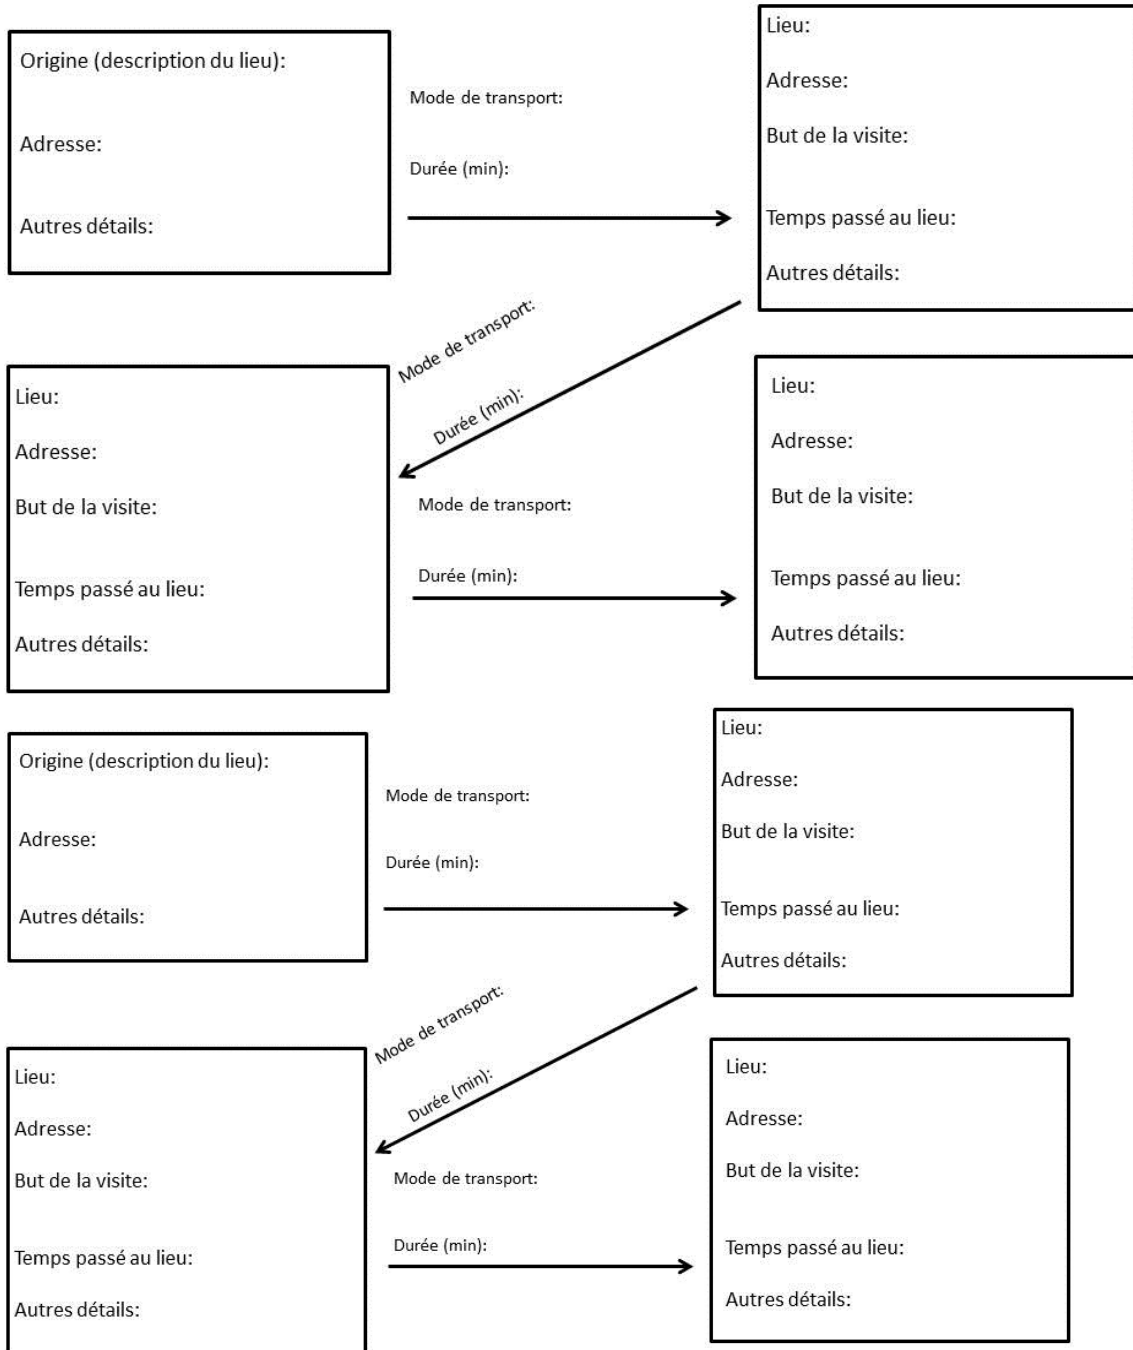 Origine (description du lieu):
Adresse:
Autres détails:
Mode de transport:
Durée (min):
Lieu:
Adresse:
But de la visite:
Temps passé au lieu:
Autres détails:
Mode de transport:
Durée (min):
Lieu:
Adresse:
But de la visite:
Temps passé au lieu:
Autres détails:
Mode de transport:
Durée (min):
Lieu:
Adresse:
But de la visite:
Temps passé au lieu:
Autres détails:
Origine (description du lieu):
Adresse:
Autres détails:
Mode de transport:
Durée (min):
Lieu:
Adresse:
But de la visite:
Temps passé au lieu:
Autres détails:
Mode de transport:
Durée (min):
Lieu:
Adresse:
But de la visite:
Temps passé au lieu:
Autres détails:
Mode de transport:
Durée (min):
Lieu:
Adresse:
But de la visite:
Temps passé au lieu:
Autres détails: